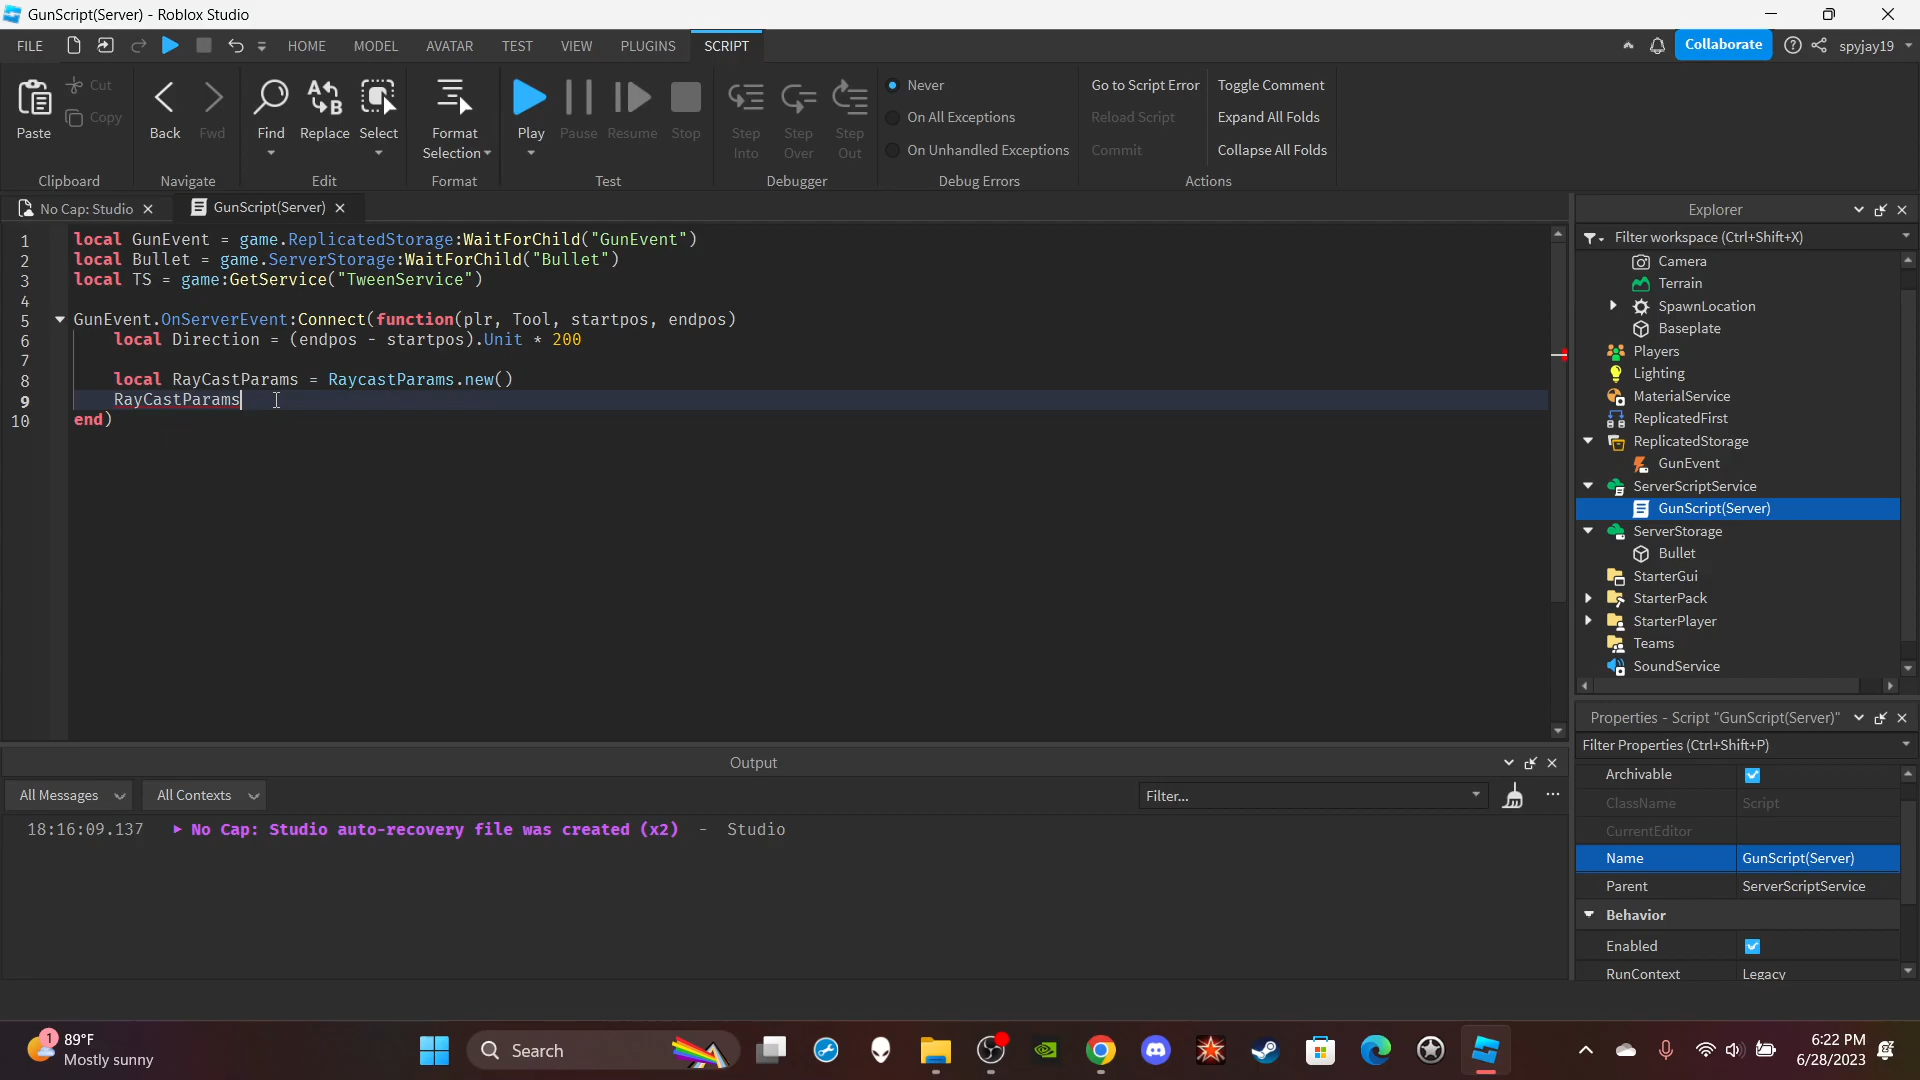 GunScript(Server) - Roblox Studio
FILE HOME MODEL AVATAR TEST VIEW PLUGINS SCRIPT Collaborate spyjay19
Paste Cut Copy Back Fwd Find Replace Select Format Selection Play Pause Resume Stop Step Into Step Over Step Out
Never Go to Script Error Toggle Comment
On All Exceptions Reload Script Expand All Folds
On Unhandled Exceptions Commit Collapse All Folds
Clipboard Navigate Edit Format Test Debugger Debug Errors Actions
No Cap: Studio GunScript(Server)
1 local GunEvent = game.ReplicatedStorage:WaitForChild("GunEvent")
2 local Bullet = game.ServerStorage:WaitForChild("Bullet")
3 local TS = game:GetService("TweenService")
4
5 GunEvent.OnServerEvent:Connect(function(plr, Tool, startpos, endpos)
6 local Direction = (endpos - startpos).Unit * 200
7
8 local RayCastParams = RaycastParams.new()
9 RayCastParams
10 end)
Explorer
Filter workspace (Ctrl+Shift+X)
Camera
Terrain
SpawnLocation
Baseplate
Players
Lighting
MaterialService
ReplicatedFirst
ReplicatedStorage
GunEvent
ServerScriptService
GunScript(Server)
ServerStorage
Bullet
StarterGui
StarterPack
StarterPlayer
Teams
SoundService
Properties - Script "GunScript(Server)"
Filter Properties (Ctrl+Shift+P)
Archivable
ClassName Script
CurrentEditor
Name GunScript(Server)
Parent ServerScriptService
Behavior
Enabled
RunContext Legacy
Output
All Messages All Contexts Filter... ...
18:16:09.137 No Cap: Studio auto-recovery file was created (x2) - Studio
1 89°F
Mostly sunny
Search
6:22 PM
6/28/2023